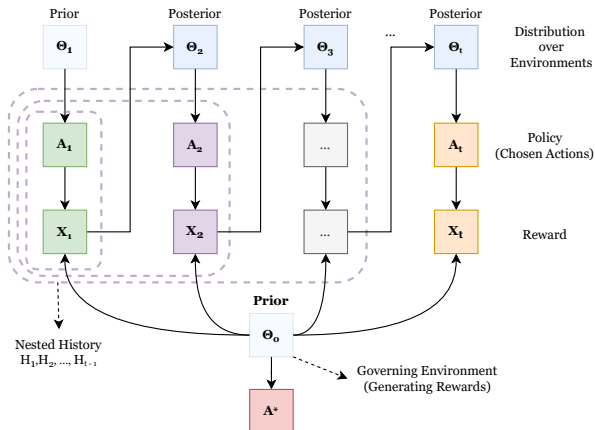 Prior
Posterior
Posterior
Posterior
Θ₁
Θ₂
Θ₃
...
Θₜ
Distribution
over
Environments
A₁
A₂
...
Aₜ
Policy
(Chosen Actions)
X₁
X₂
...
Xₜ
Reward
Prior
Θ₀
Nested History
H₁,H₂, ..., Hₜ₋₁
Governing Environment
(Generating Rewards)
A*